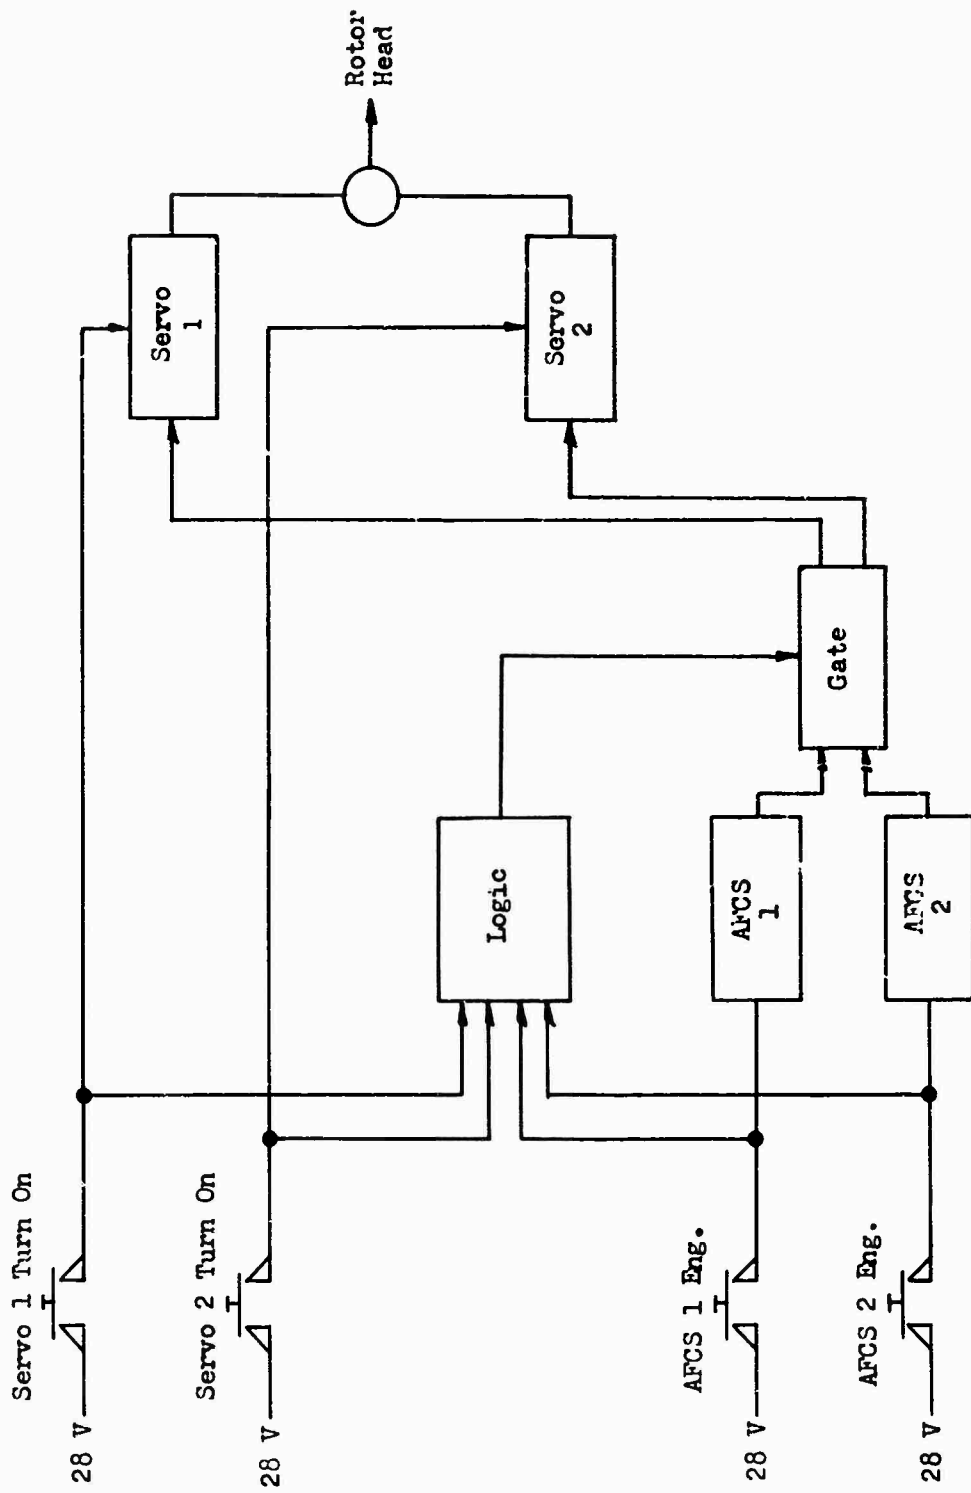 Servo 1 Turn On
28 V
Servo 2 Turn On
28 V
AFCS 1 Eng.
28 V
AFCS 2 Eng.
28 V
Logic
AFCS
1
AFCS
2
Gate
Servo
1
Servo
2
Rotor
Head